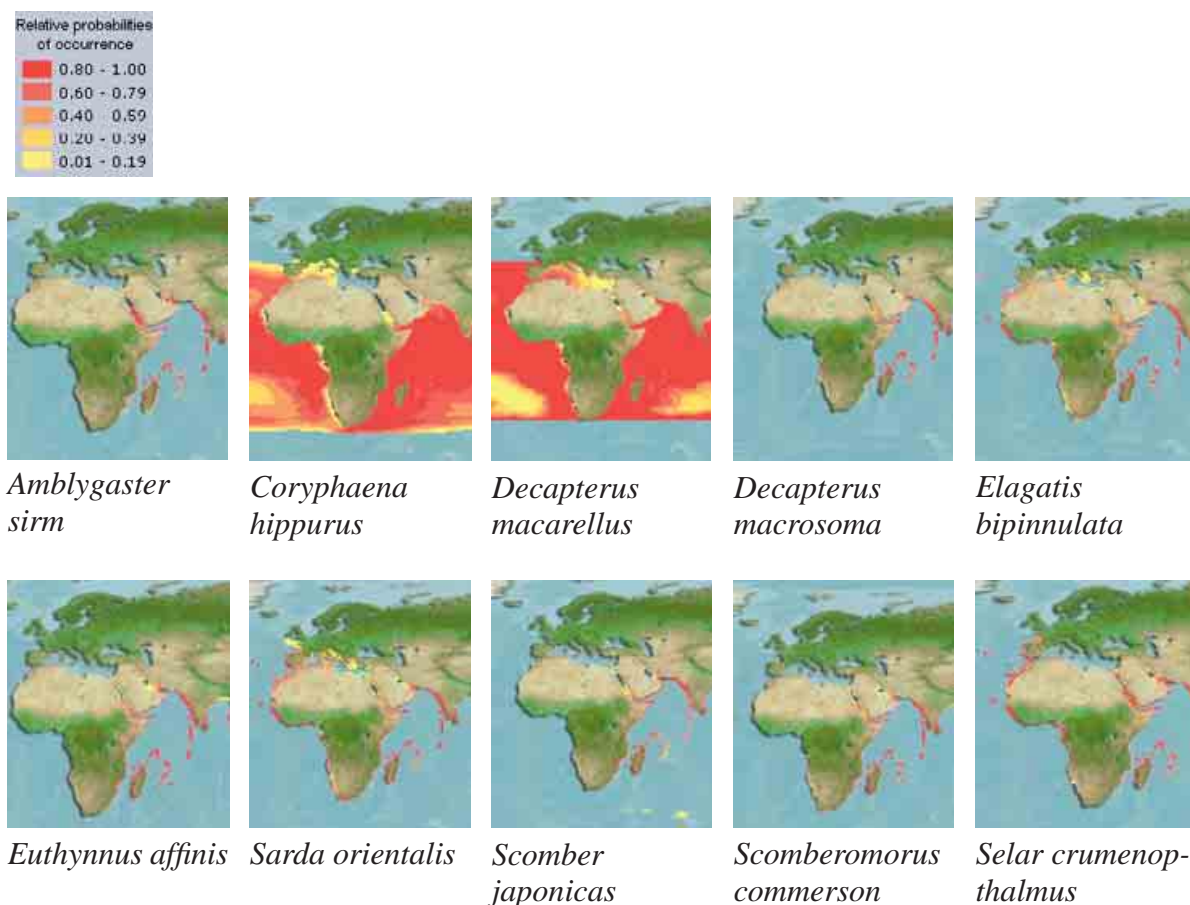 Relative probabilities
of occurrence
0.80 - 1.00
0.60 - 0.79
0.40 0.59
0.20 - 0.39
0.01 - 0.19
Amblygaster
sirm
Coryphaena
hippurus
Decapterus
macarellus
Decapterus
macrosoma
Elagatis
bipinnulata
Euthynnus affinis
Sarda orientalis
Scomber
japonicas
Scomberomorus
commerson
Selar crumenop-
thalmus